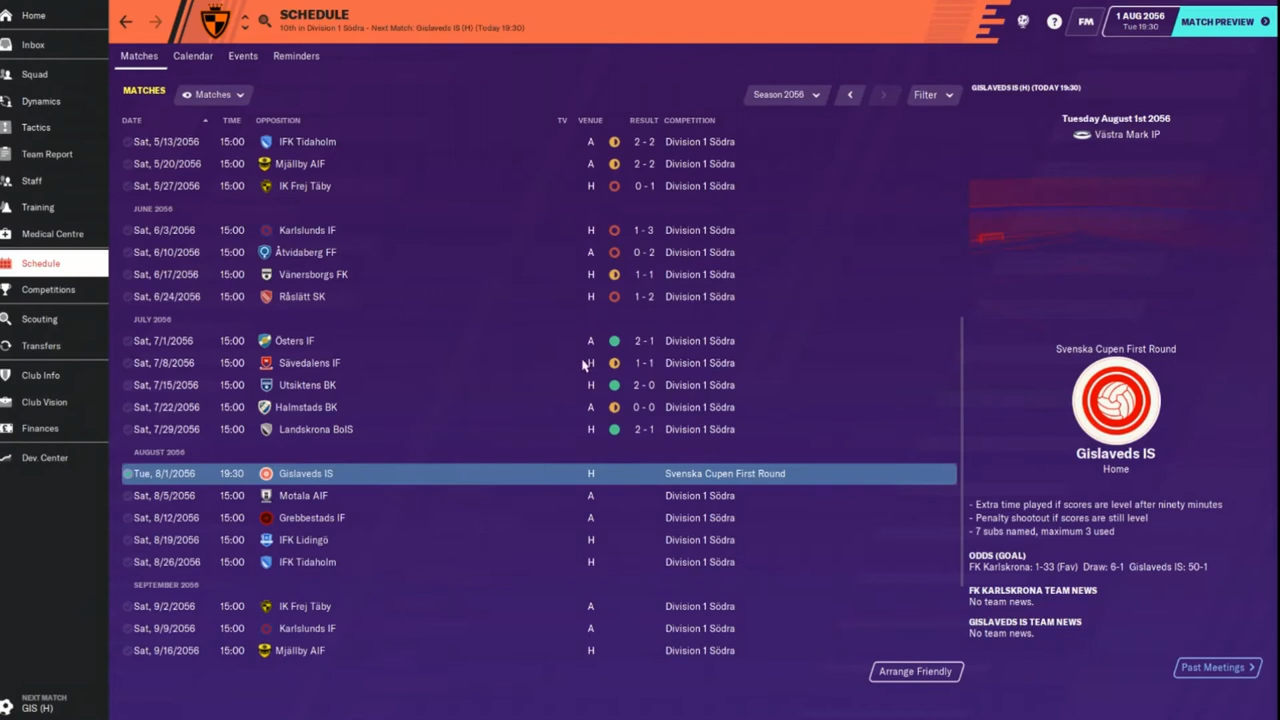 Home
Inbox
Squad
Dynamics
Tactics
Team Report
Staff
Training
Medical Centre
Schedule
Competitions
Scouting
Transfers
Club Info
Club Vision
Finances
Dev. Center
NEXT MATCH
GIS (H)
SCHEDULE
10th in Division 1 Södra - Next Match: Gislaveds IS (H) (Today 19:30)
? FM 1 AUG 2056
Tue 19:30
MATCH PREVIEW
Matches Calendar Events Reminders
MATCHES Matches Season 2056 Filter
DATE TIME OPPOSITION TV VENUE RESULT COMPETITION
Sat, 5/13/2056 15:00 IFK Tidaholm A 2 - 2 Division 1 Södra
Sat, 5/20/2056 15:00 Mjällby AIF A 2 - 2 Division 1 Södra
Sat, 5/27/2056 15:00 IK Frej Täby H 0 - 1 Division 1 Södra
JUNE 2056
Sat, 6/3/2056 15:00 Karlslunds IF H 1 - 3 Division 1 Södra
Sat, 6/10/2056 15:00 Åtvidaberg FF A 0 - 2 Division 1 Södra
Sat, 6/17/2056 15:00 Vänersborgs FK H 1 - 1 Division 1 Södra
Sat, 6/24/2056 15:00 Råslätt SK H 1 - 2 Division 1 Södra
JULY 2056
Sat, 7/1/2056 15:00 Östers IF A 2 - 1 Division 1 Södra
Sat, 7/8/2056 15:00 Sävedalens IF H 1 - 1 Division 1 Södra
Sat, 7/15/2056 15:00 Utsiktens BK H 2 - 0 Division 1 Södra
Sat, 7/22/2056 15:00 Halmstads BK A 0 - 0 Division 1 Södra
Sat, 7/29/2056 15:00 Landskrona BoIS H 2 - 1 Division 1 Södra
AUGUST 2056
Tue, 8/1/2056 19:30 Gislaveds IS H Svenska Cupen First Round
Sat, 8/5/2056 15:00 Motala AIF A Division 1 Södra
Sat, 8/12/2056 15:00 Grebbestads IF A Division 1 Södra
Sat, 8/19/2056 15:00 IFK Lidingö H Division 1 Södra
Sat, 8/26/2056 15:00 IFK Tidaholm H Division 1 Södra
SEPTEMBER 2056
Sat, 9/2/2056 15:00 IK Frej Täby A Division 1 Södra
Sat, 9/9/2056 15:00 Karlslunds IF A Division 1 Södra
Sat, 9/16/2056 15:00 Mjällby AIF H Division 1 Södra
Arrange Friendly
GISLAVEDS IS (H) (TODAY 19:30)
Tuesday August 1st 2056
Västra Mark IP
Svenska Cupen First Round
Gislaveds IS
Home
- Extra time played if scores are level after ninety minutes
- Penalty shootout if scores are still level
- 7 subs named, maximum 3 used
ODDS (GOAL)
FK Karlskrona: 1-33 (Fav) Draw: 6-1 Gislaveds IS: 50-1
FK KARLSKRONA TEAM NEWS
No team news.
GISLAVEDS IS TEAM NEWS
No team news.
Past Meetings